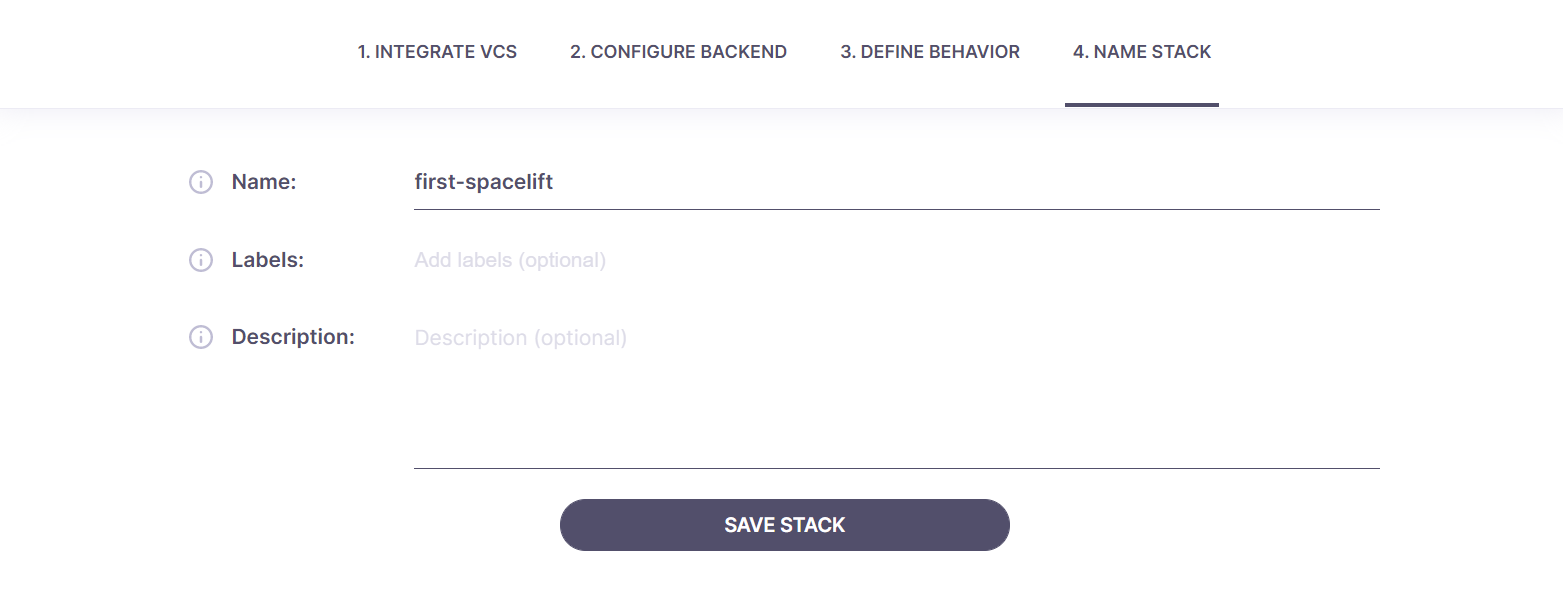 1. INTEGRATE VCS 2. CONFIGURE BACKEND 3. DEFINE BEHAVIOR 4. NAME STACK
Name: first-spacelift
Labels: Add labels (optional)
Description: Description (optional)
SAVE STACK